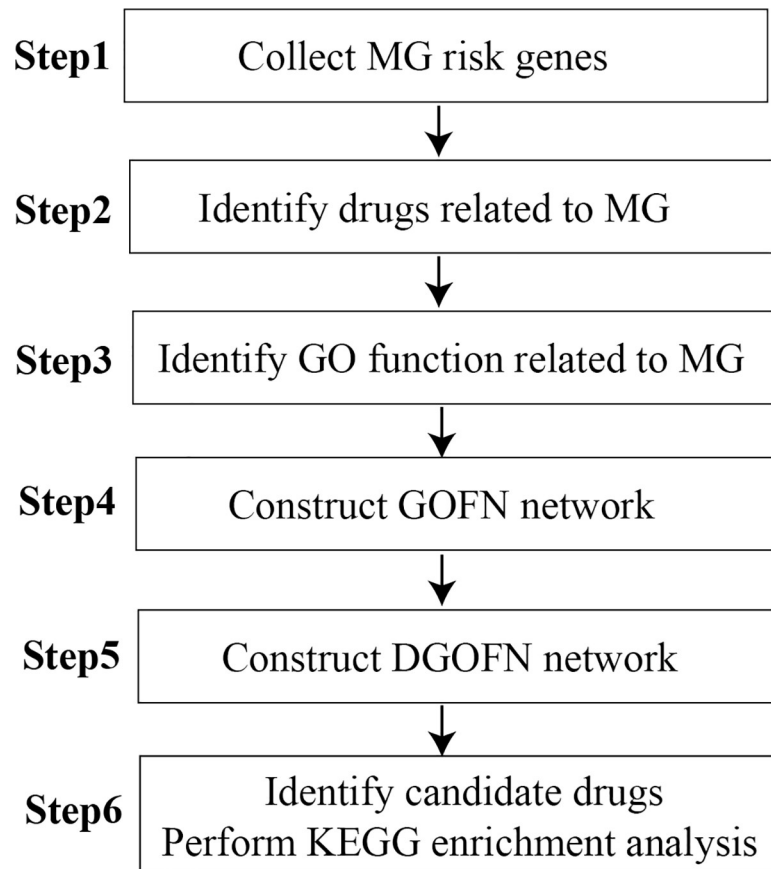 Step1 Collect MG risk genes
Step2 Identify drugs related to MG
Step3 Identify GO function related to MG
Step4 Construct GOFN network
Step5 Construct DGOFN network
Step6 Identify candidate drugs
Perform KEGG enrichment analysis